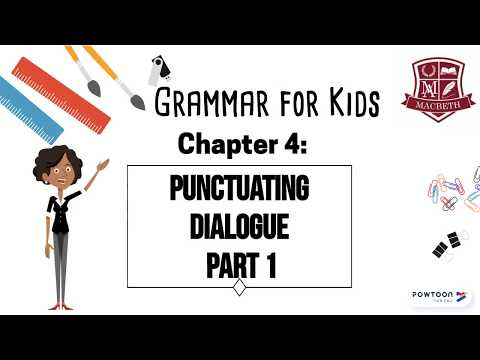 GRAMMAR FOR KIDS
Chapter 4:
PUNCTUATING
DIALOGUE
PART 1
MACBETH
POWTOON